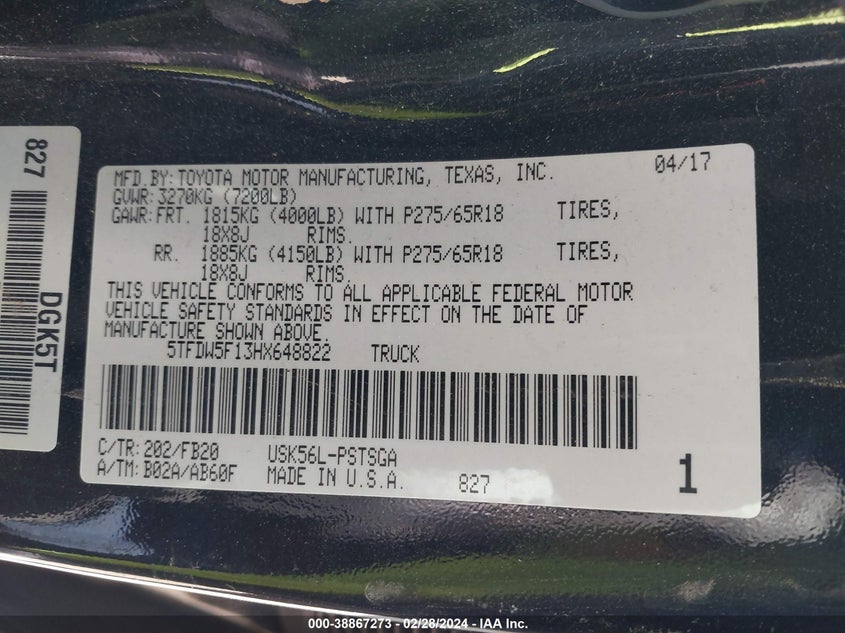 827
DGK5T
MFD.BY:TOYOTA MOTOR MANUFACTURING, TEXAS, INC. 04/17
GVWR:3270KG (7200LB)
GAWR:FRT. 1815KG (4000LB) WITH P275/65R18 TIRES,
18X8J RIMS.
RR. 1885KG (4150LB) WITH P275/65R18 TIRES,
18X8J RIMS.
THIS VEHICLE CONFORMS TO ALL APPLICABLE FEDERAL MOTOR
VEHICLE SAFETY STANDARDS IN EFFECT ON THE DATE OF
MANUFACTURE SHOWN ABOVE.
5TFDW5F13HX648822 TRUCK
C/TR:202/FB20 USK56L-PSTSGA
A/TM:B02A/AB60F MADE IN U.S.A. 827 1
000-38867273 - 02/28/2024 - IAA Inc.